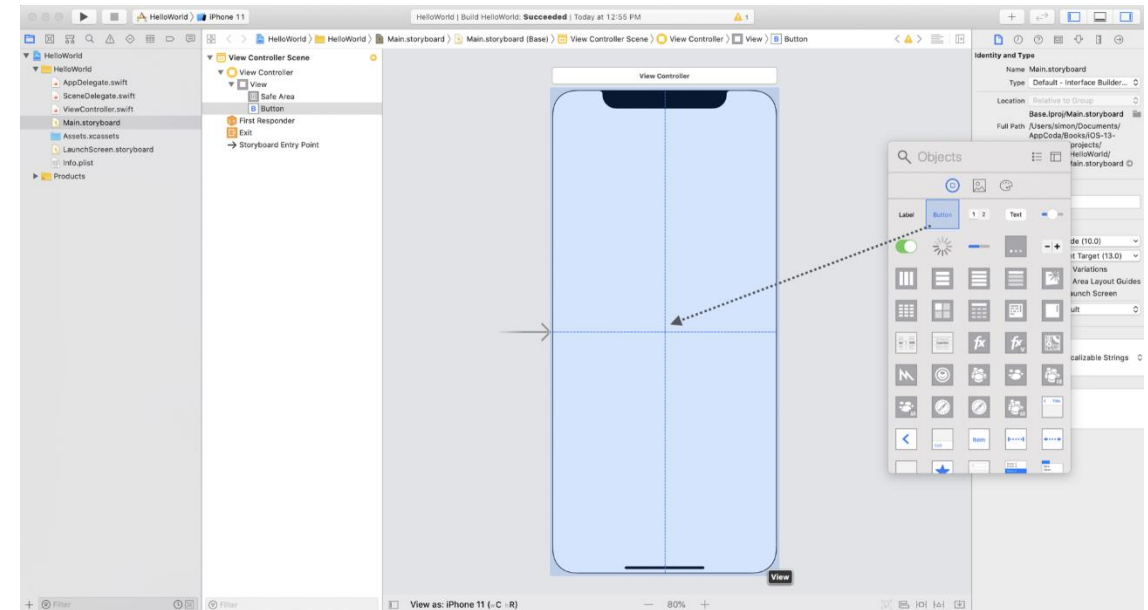 HelloWorld 〉 iPhone 11
HelloWorld | Build HelloWorld: Succeeded | Today at 12:55 PM
1
HelloWorld 〉 HelloWorld 〉 Main.storyboard 〉 Main.storyboard (Base) 〉 View Controller Scene 〉 View Controller 〉 View 〉 B Button
HelloWorld
HelloWorld
AppDelegate.swift
SceneDelegate.swift
ViewController.swift
Main.storyboard
Assets.xcassets
LaunchScreen.storyboard
Info.plist
Products
View Controller Scene
View Controller
View
Safe Area
B Button
First Responder
Exit
Storyboard Entry Point
View Controller
View
Identity and Type
Name Main.storyboard
Type Default - Interface Builder...
Location Relative to Group
Base.lproj/Main.storyboard
Full Path /Users/simon/Documents/
AppCoda/Books/iOS-13-
projects/
HelloWorld/
Main.storyboard
Objects
Label Button 1 2 Text
fx fx
Item
de (10.0)
t Target (13.0)
Variations
Area Layout Guides
unch Screen
ult
calizable Strings
Filter
Filter
View as: iPhone 11 (wC hR)
80%